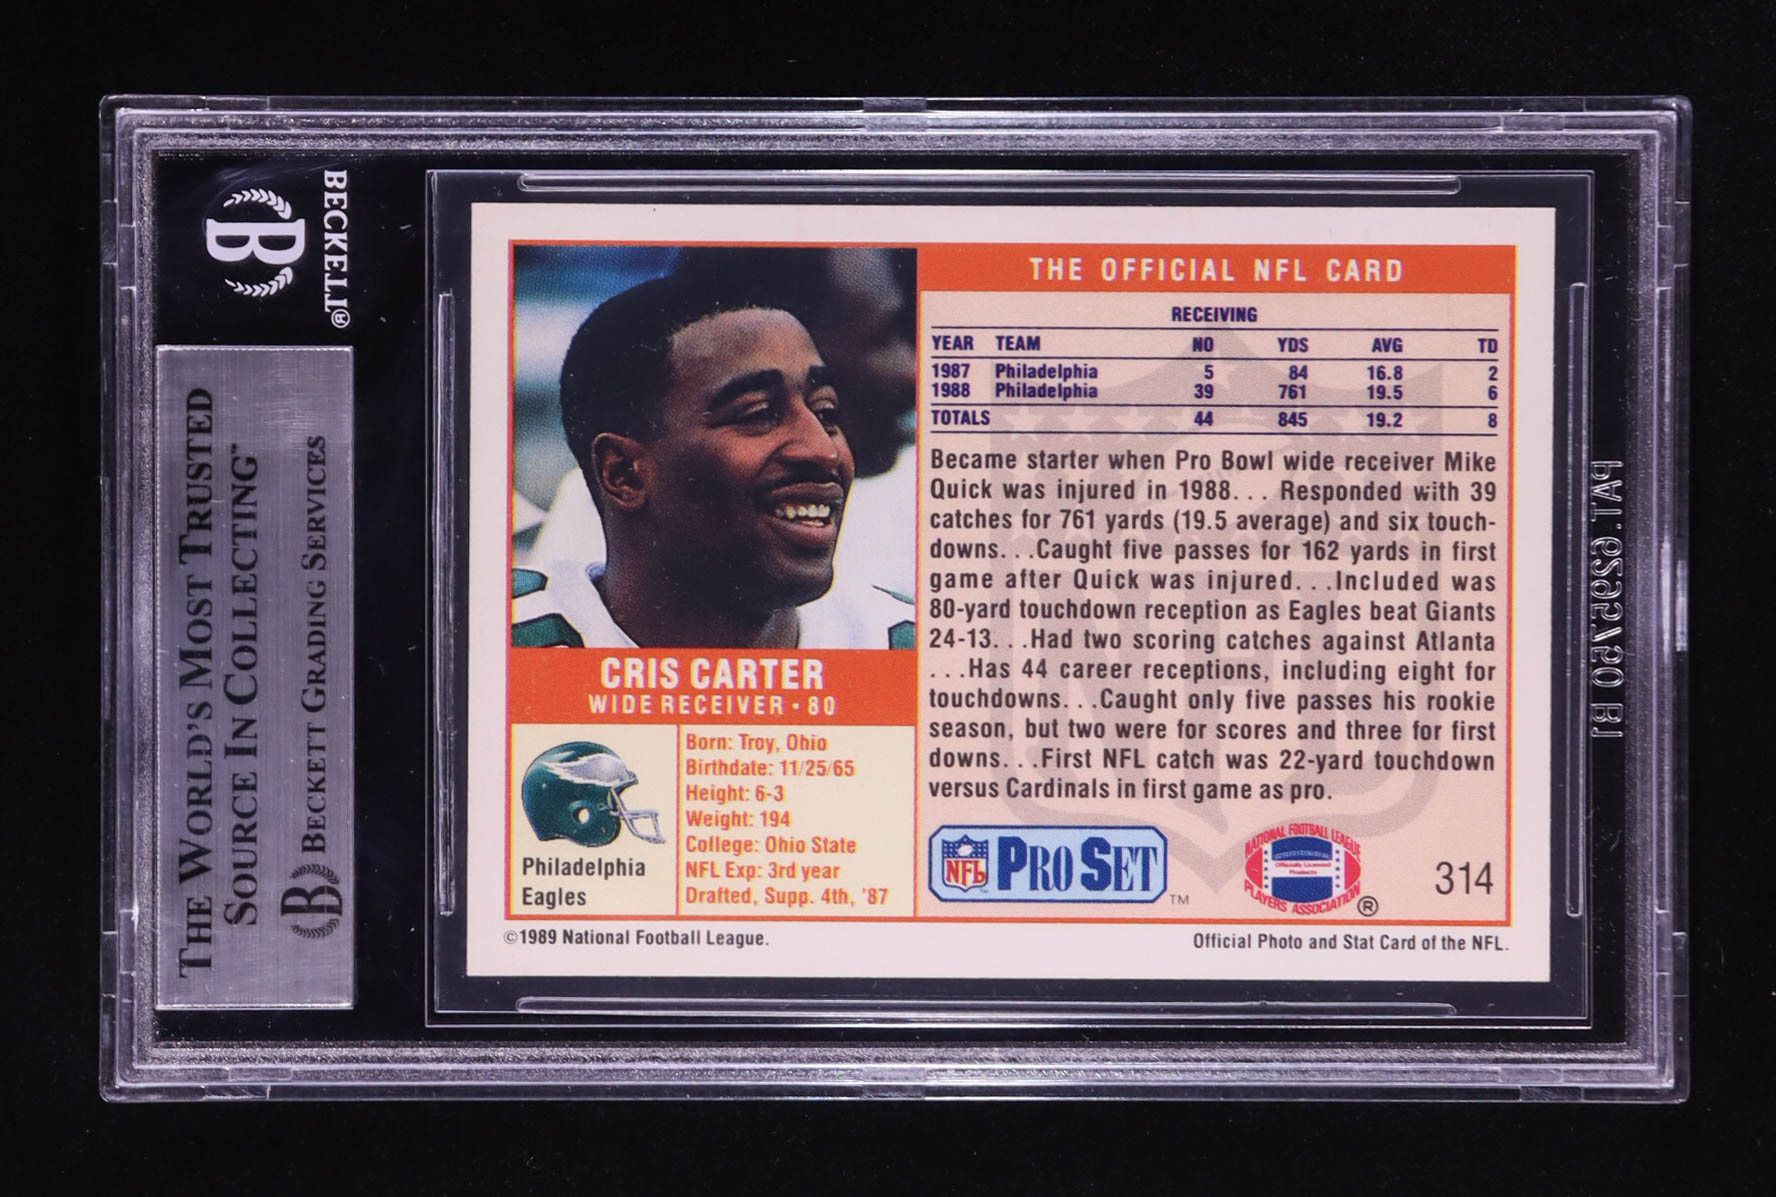 BECKETT®
B
THE WORLD'S MOST TRUSTED
SOURCE IN COLLECTING™
B BECKETT GRADING SERVICES
THE OFFICIAL NFL CARD
RECEIVING
YEAR TEAM NO YDS AVG TD
1987 Philadelphia 5 84 16.8 2
1988 Philadelphia 39 761 19.5 6
TOTALS 44 845 19.2 8
Became starter when Pro Bowl wide receiver Mike
Quick was injured in 1988. . . Responded with 39
catches for 761 yards (19.5 average) and six touch-
downs. . .Caught five passes for 162 yards in first
game after Quick was injured. . .Included was
80-yard touchdown reception as Eagles beat Giants
24-13. . .Had two scoring catches against Atlanta
. . .Has 44 career receptions, including eight for
touchdowns. . .Caught only five passes his rookie
season, but two were for scores and three for first
downs. . .First NFL catch was 22-yard touchdown
versus Cardinals in first game as pro.
CRIS CARTER
WIDE RECEIVER • 80
Philadelphia
Eagles
Born: Troy, Ohio
Birthdate: 11/25/65
Height: 6-3
Weight: 194
College: Ohio State
NFL Exp: 3rd year
Drafted, Supp. 4th, '87
NFL PRO SET ™
NATIONAL FOOTBALL LEAGUE
Officially Licensed
Products
PLAYERS ASSOCIATION ®
314
©1989 National Football League.
Official Photo and Stat Card of the NFL.